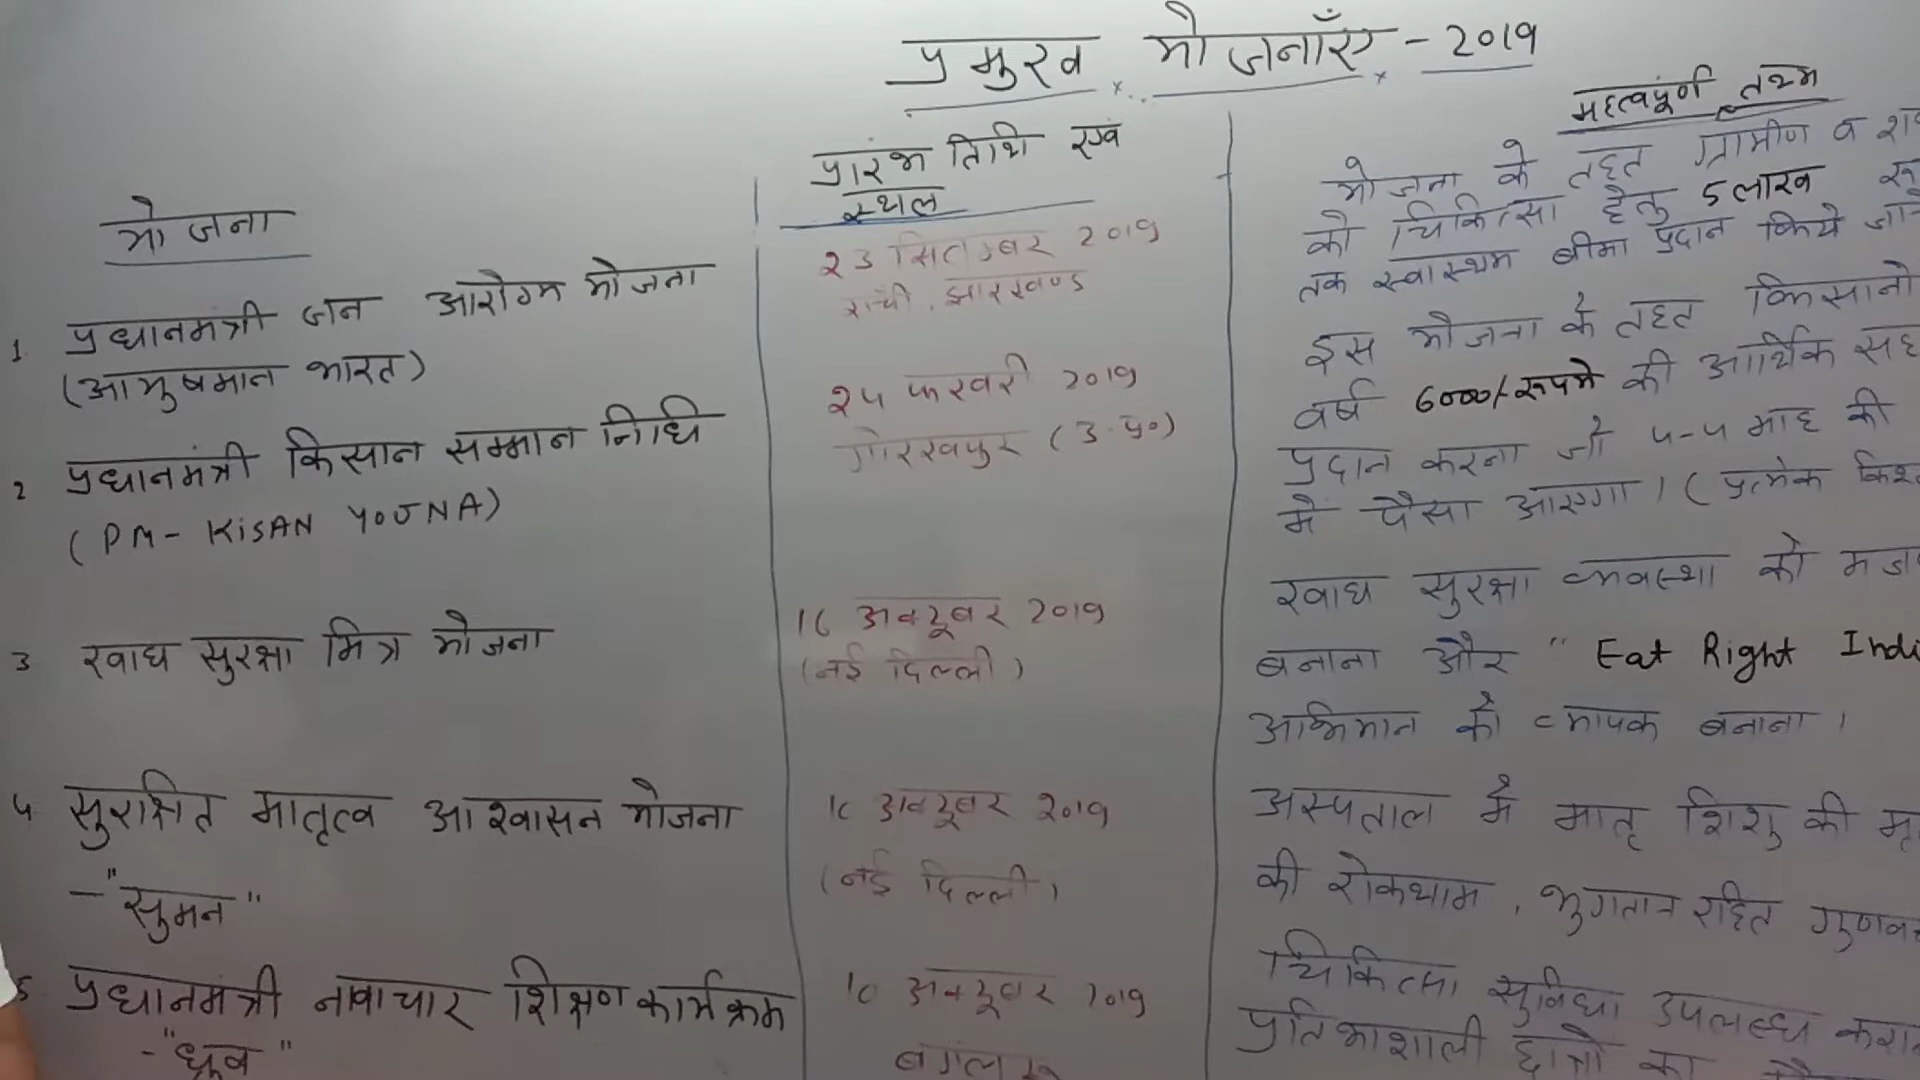 प्रमुख योजनाएँ - 2019
योजना
प्रारंभ तिथि एवं
स्थल
महत्वपूर्ण तथ्य
1. प्रधानमंत्री जन आरोग्य योजना
(आयुषमान भारत)
23 सितम्बर 2019
रांची, झारखण्ड
योजना के तहत ग्रामीण व
को चिकित्सा हेतु 5 लाख
तक स्वास्थय बीमा प्रदान किये
2 प्रधानमंत्री किसान सम्मान निधि
(PM- KiSAN YOJNA)
24 फरवरी 2019
गोरखपुर (उ.प्र०)
इस योजना के तहत किसानो
वर्ष 6000/- रूपये की आर्थिक
प्रदान करना जो 4-4 माह की
मे पैसा आएगा। (प्रत्येक
3 खाद्य सुरक्षा मित्र योजना
16 अक्टूबर 2019
(नई दिल्ली)
खाद्य सुरक्षा व्यवस्था को
बनाना और " Eat Right
अभियान को व्यापक बनाना।
4 सुरक्षित मातृत्व आश्वासन योजना
- "सुमन"
10 अक्टूबर 2019
(नई दिल्ली)
अस्पताल मे मातृ शिशु की
की रोकथाम, भुगतान रहित
चिकित्सा सुविधा उपलब्ध
5. प्रधानमंत्री नावाचार शिक्षण कार्यक्रम
- "ध्रुव"
10 अक्टूबर 2019
प्रतिभाशाली छात्रो का